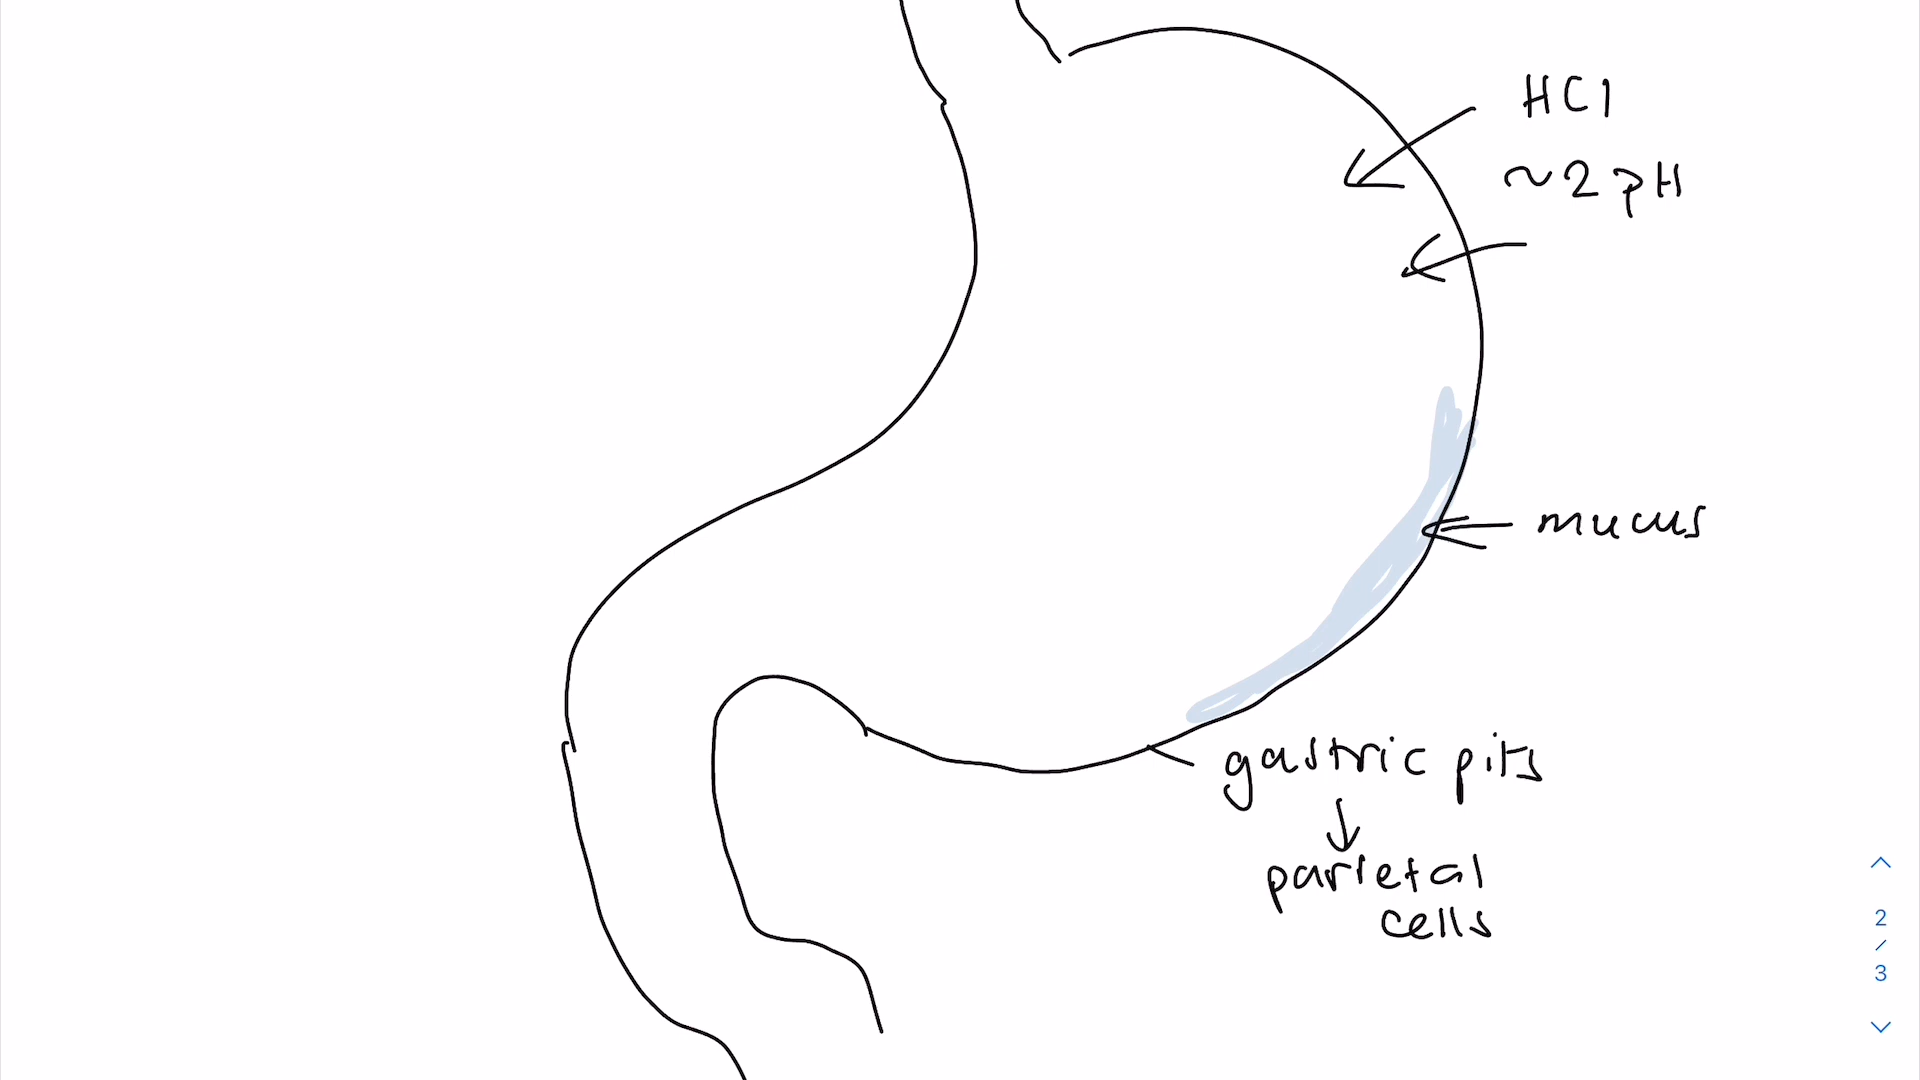 HCl
~2 pH
mucus
gastric pits
parietal
cells
2
/
3